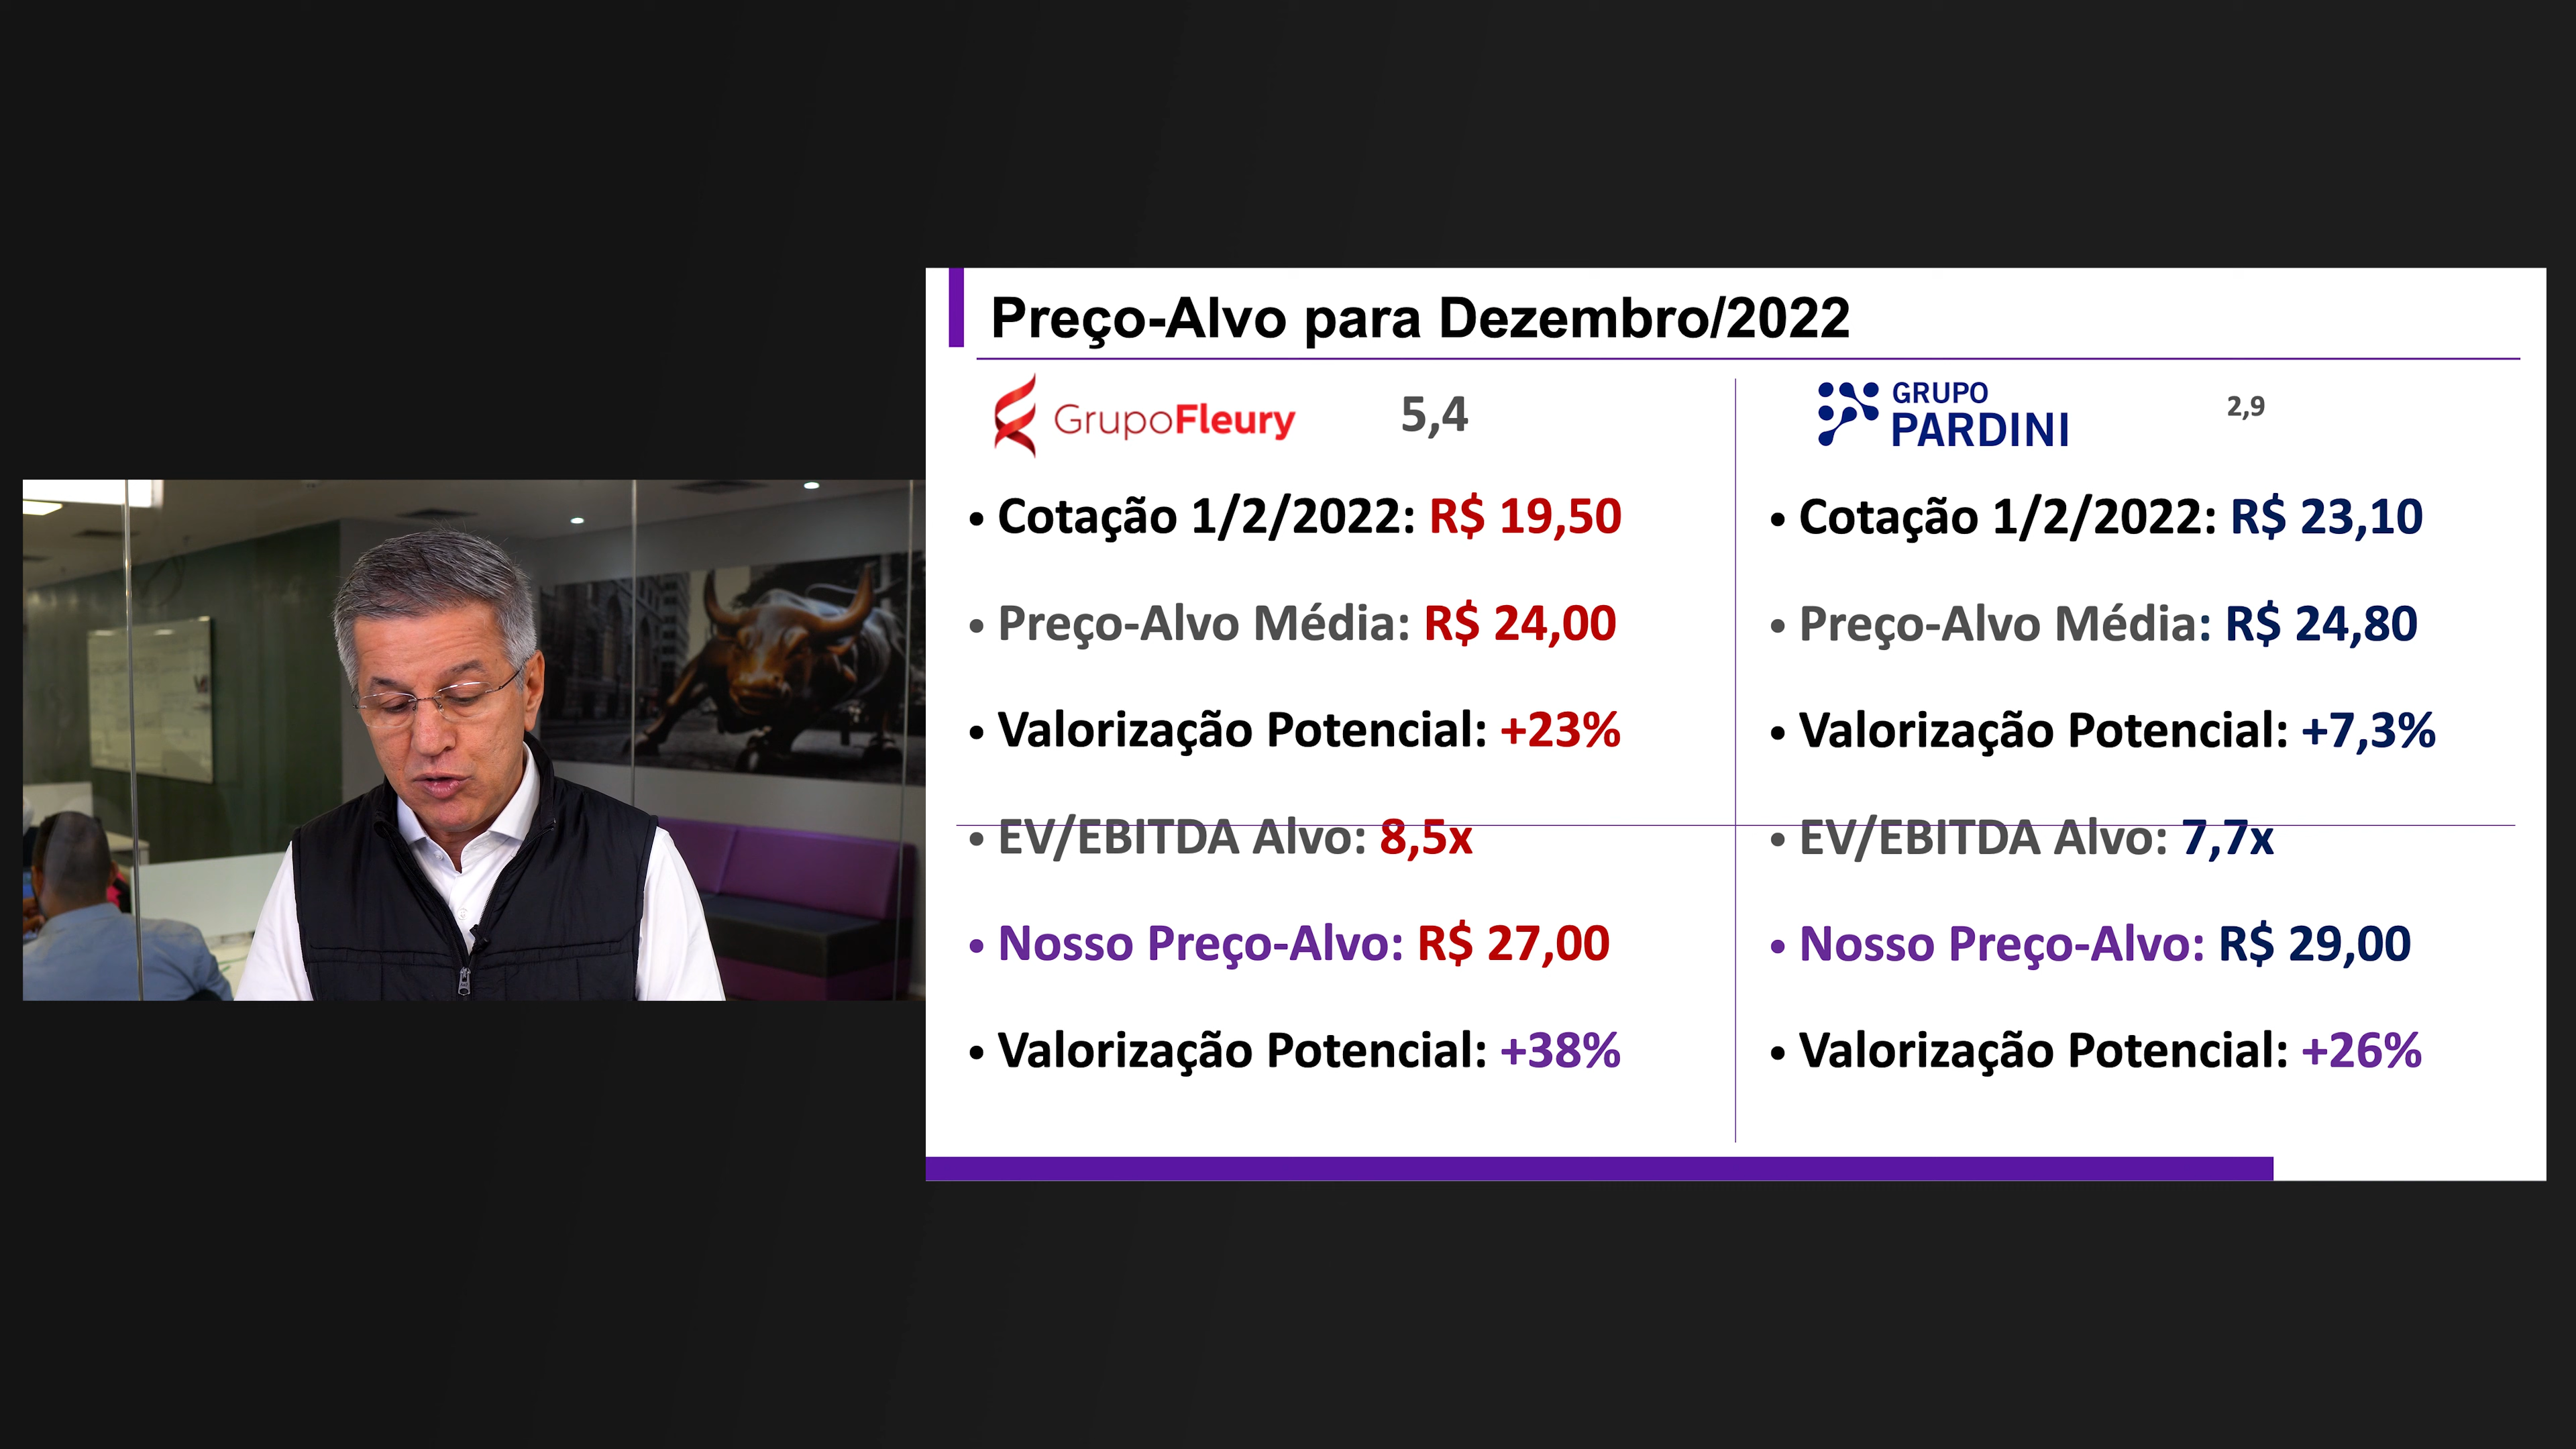 Preço-Alvo para Dezembro/2022
GrupoFleury
5,4
• Cotação 1/2/2022: R$ 19,50
• Preço-Alvo Média: R$ 24,00
• Valorização Potencial: +23%
• EV/EBITDA Alvo: 8,5x
• Nosso Preço-Alvo: R$ 27,00
• Valorização Potencial: +38%
GRUPO
PARDINI
2,9
• Cotação 1/2/2022: R$ 23,10
• Preço-Alvo Média: R$ 24,80
• Valorização Potencial: +7,3%
• EV/EBITDA Alvo: 7,7x
• Nosso Preço-Alvo: R$ 29,00
• Valorização Potencial: +26%